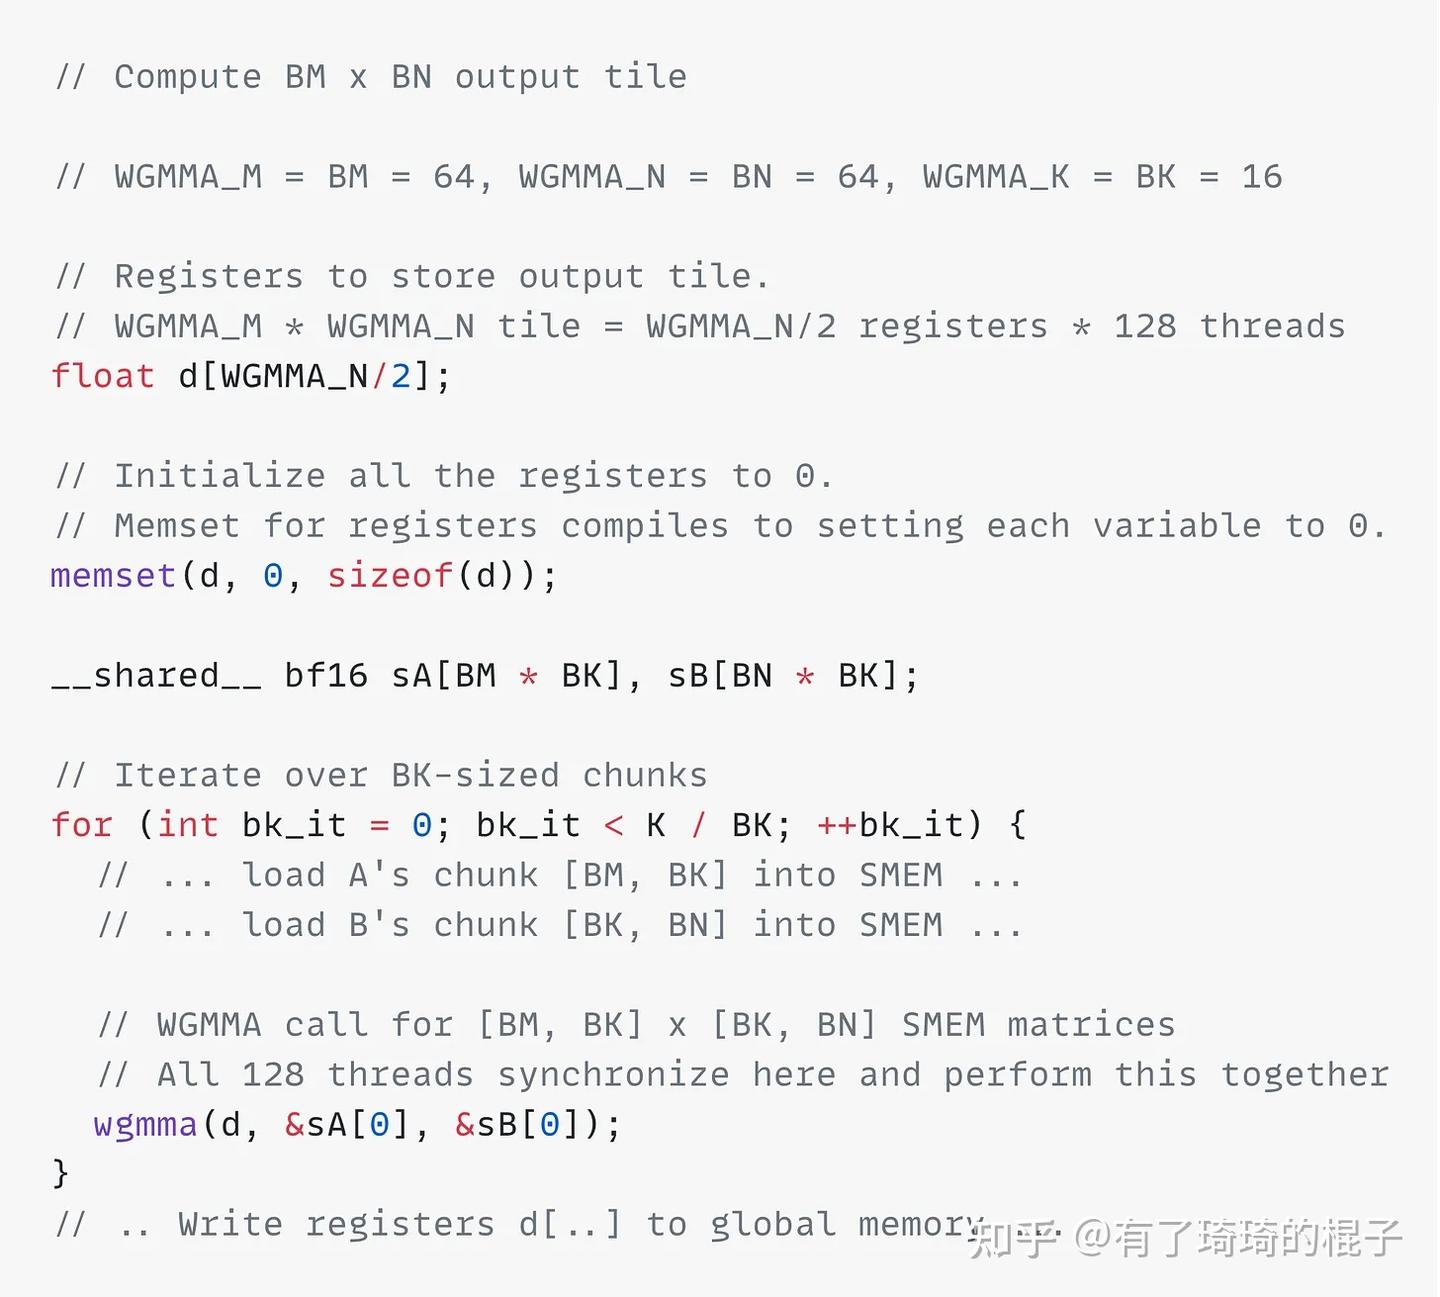 // Compute BM x BN output tile
// WGMMA_M = BM = 64, WGMMA_N = BN = 64, WGMMA_K = BK = 16
// Registers to store output tile.
// WGMMA_M * WGMMA_N tile = WGMMA_N/2 registers * 128 threads
float d[WGMMA_N/2];
// Initialize all the registers to 0.
// Memset for registers compiles to setting each variable to 0.
memset(d, 0, sizeof(d));
__shared__ bf16 sA[BM * BK], sB[BN * BK];
// Iterate over BK-sized chunks
for (int bk_it = 0; bk_it < K / BK; ++bk_it) {
  // ... load A's chunk [BM, BK] into SMEM ...
  // ... load B's chunk [BK, BN] into SMEM ...
  // WGMMA call for [BM, BK] x [BK, BN] SMEM matrices
  // All 128 threads synchronize here and perform this together
  wgmma(d, &sA[0], &sB[0]);
}
// .. Write registers d[..] to global memory ...
知乎 @有了琦琦的棍子